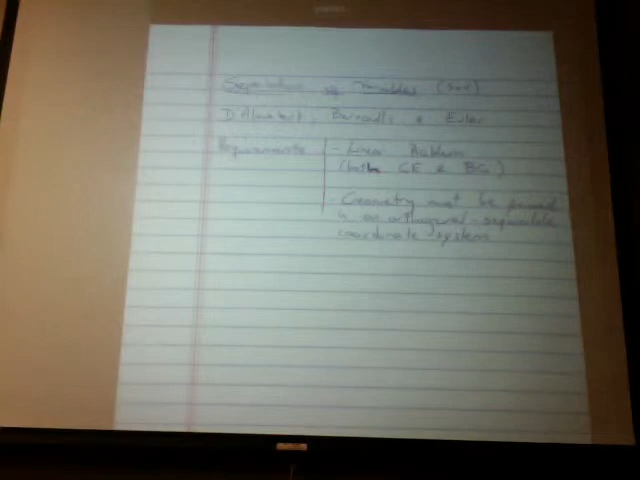 Separation of Variables (SOV)
D'Alembert, Bernoulli & Euler
Requirements - Linear Problem
(both GE & BCs)
- Geometry must be
in an orthogonal separable
coordinate system